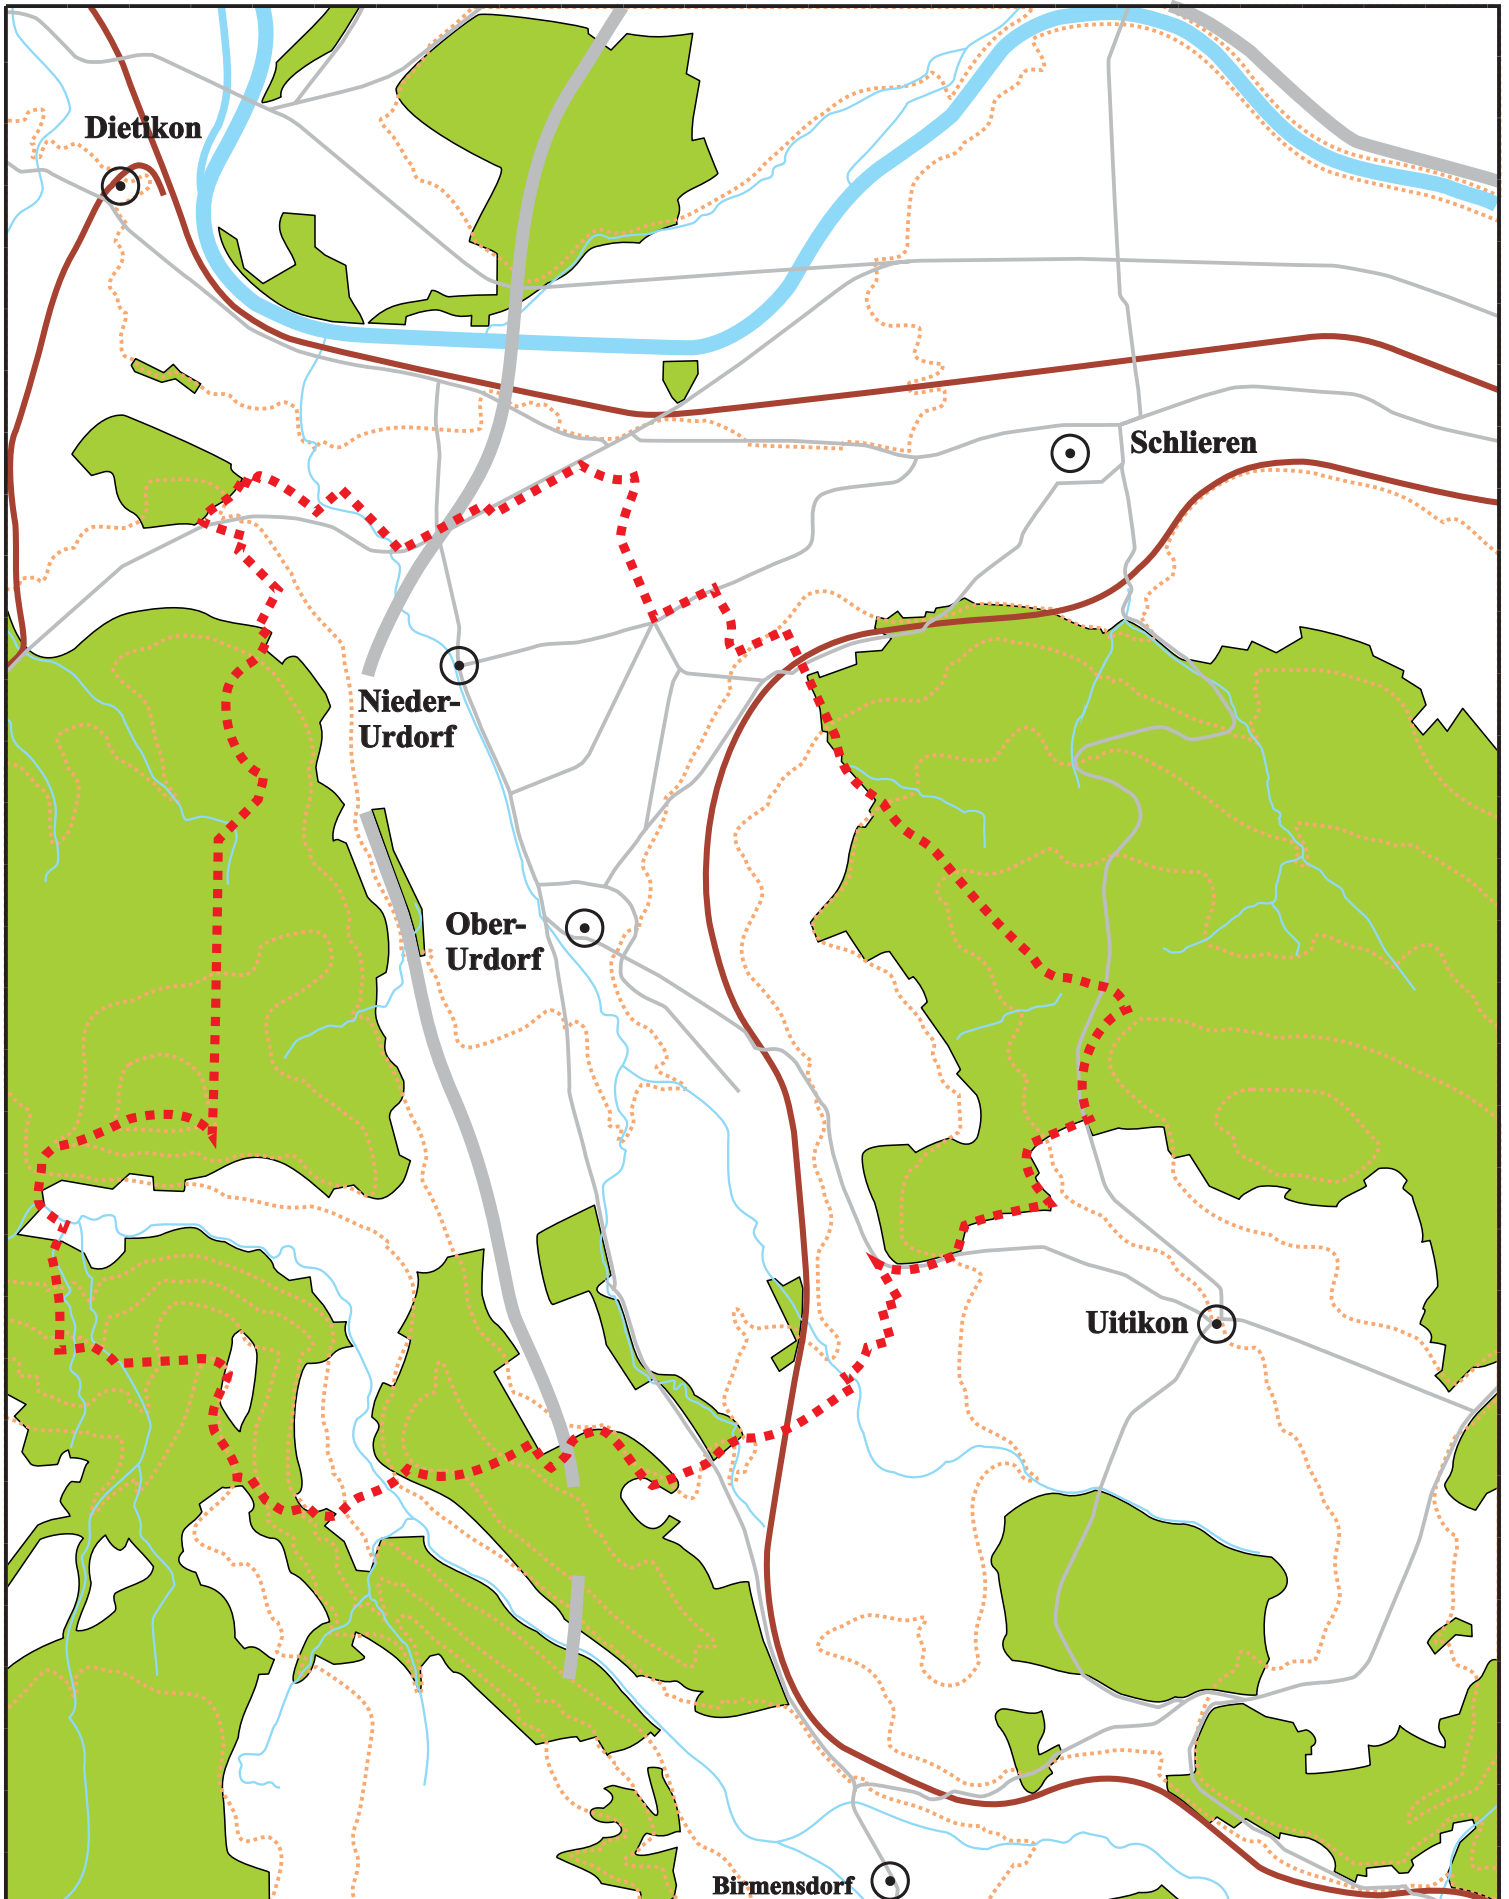 Dietikon
Schlieren
Nieder-
Urdorf
Ober-
Urdorf
Uitikon
Birmensdorf